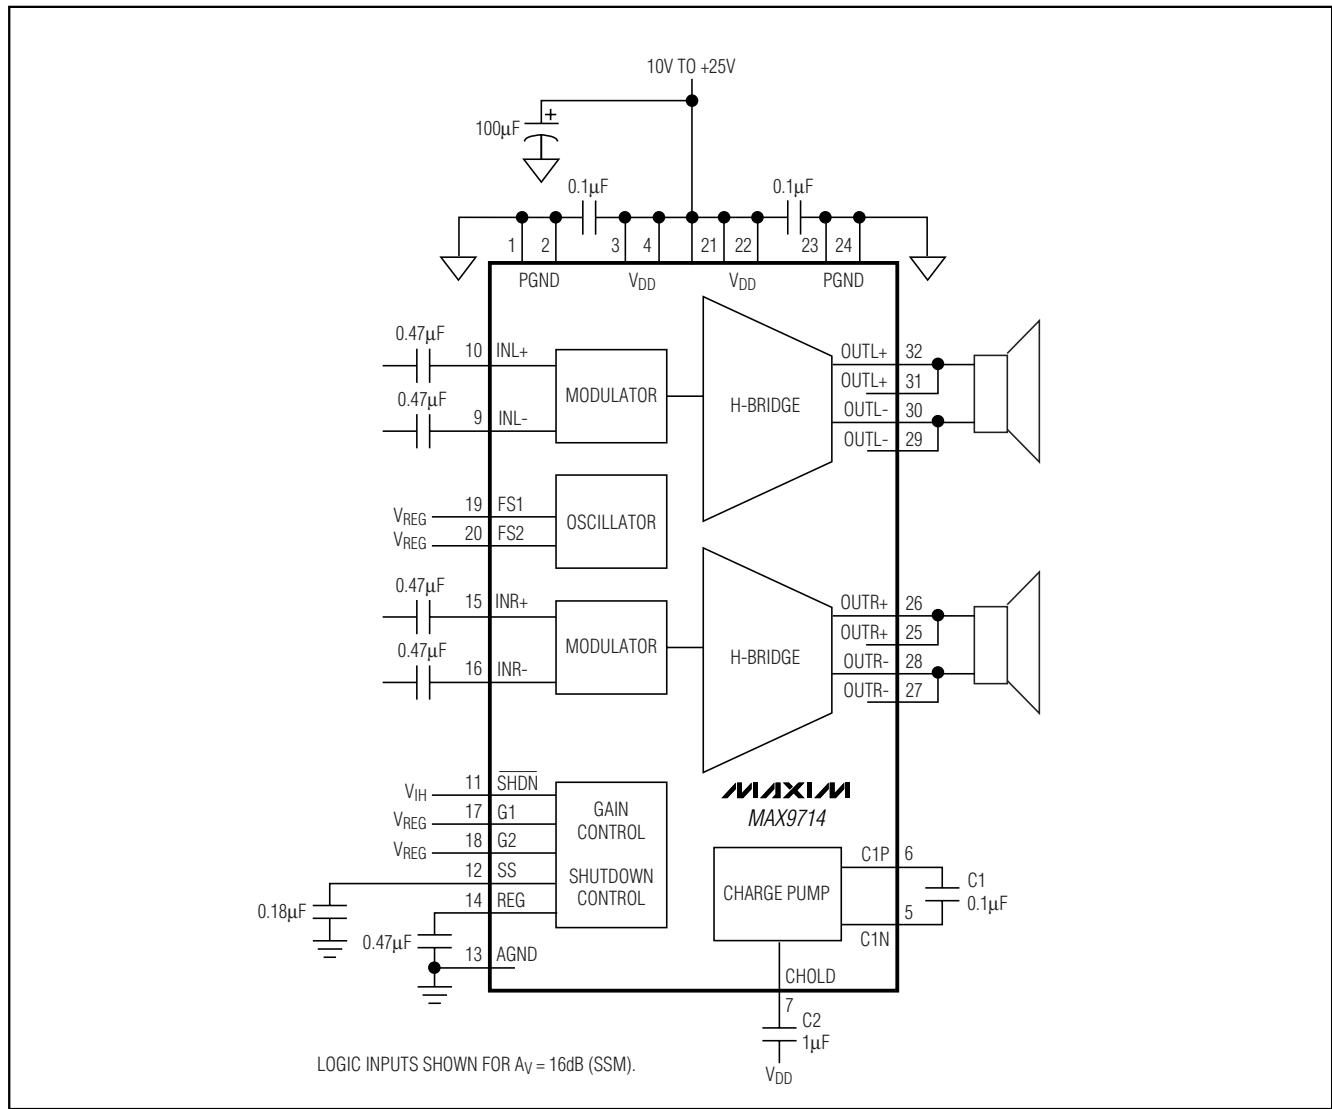 10V TO +25V
100µF
+
0.1µF
0.1µF
1
2
3
4
21
22
23
24
PGND
VDD
VDD
PGND
0.47µF
10
INL+
0.47µF
9
INL-
MODULATOR
H-BRIDGE
OUTL+
32
OUTL+
31
OUTL-
30
OUTL-
29
VREG
19
FS1
VREG
20
FS2
OSCILLATOR
0.47µF
15
INR+
0.47µF
16
INR-
MODULATOR
H-BRIDGE
OUTR+
26
OUTR+
25
OUTR-
28
OUTR-
27
VIH
11
SHDN
VREG
17
G1
VREG
18
G2
12
SS
14
REG
0.18µF
0.47µF
13
AGND
GAIN
CONTROL
SHUTDOWN
CONTROL
MAXIM
MAX9714
CHARGE PUMP
C1P
6
C1
0.1µF
5
C1N
CHOLD
7
C2
1µF
VDD
LOGIC INPUTS SHOWN FOR AV = 16dB (SSM).